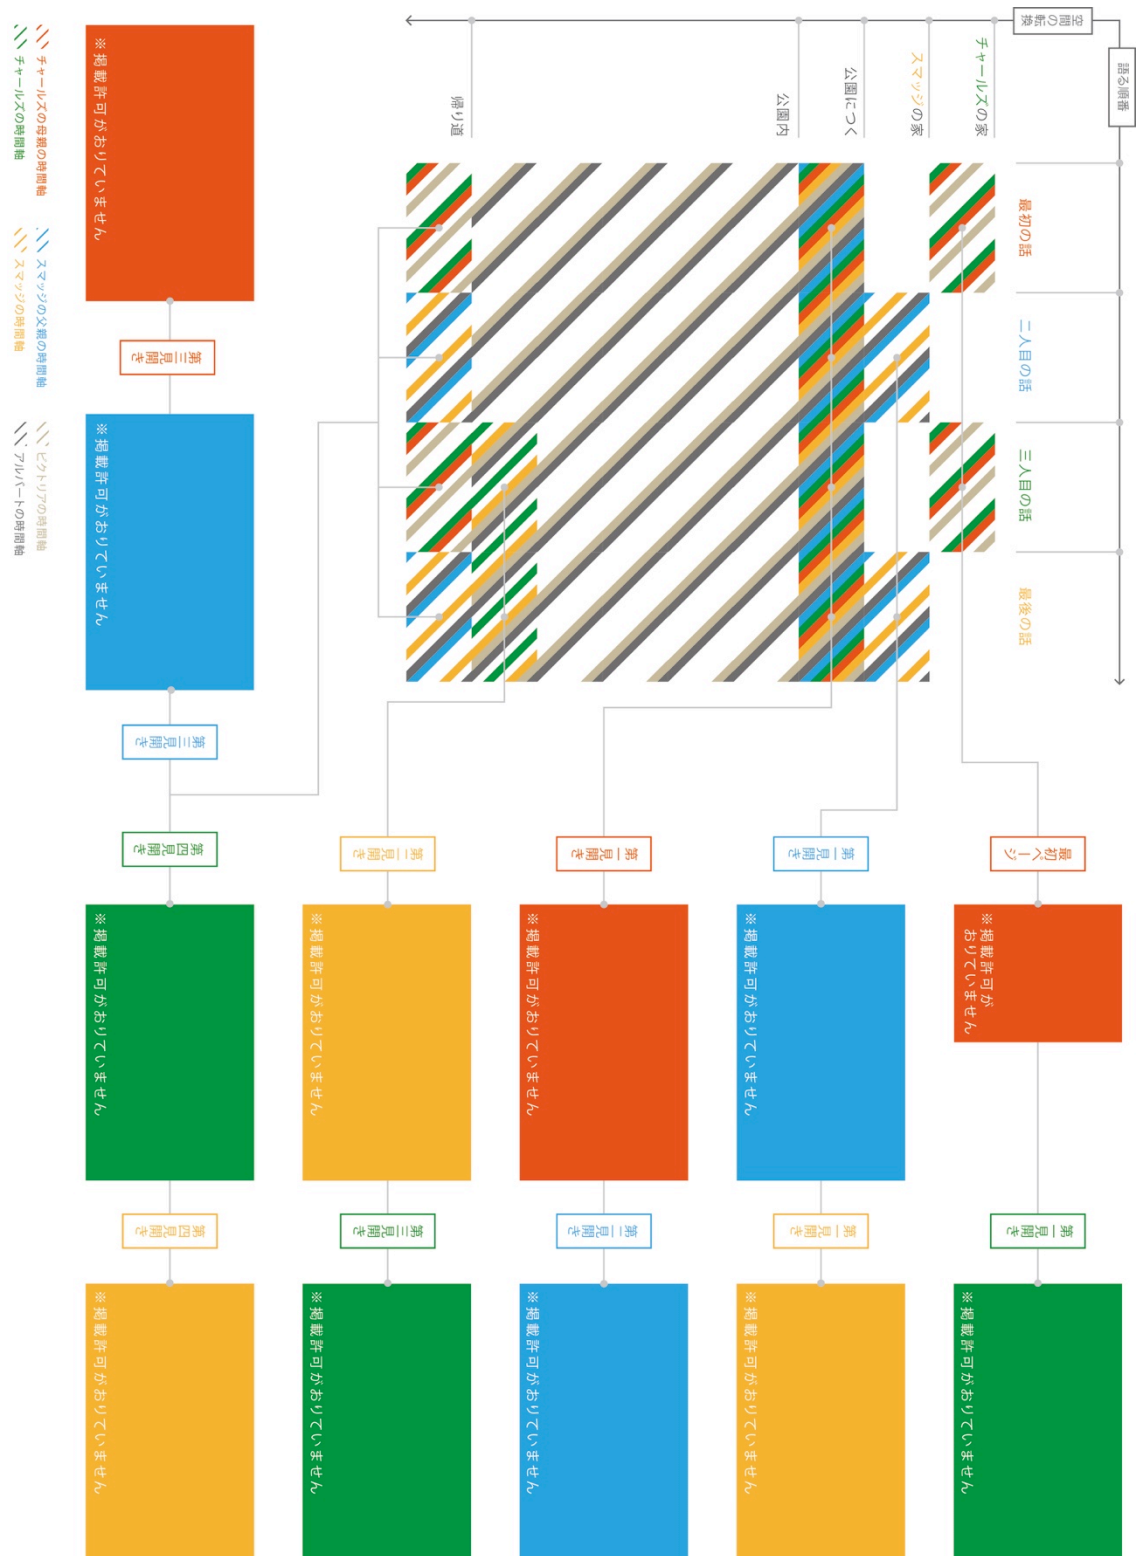 語る順番
空間の転換
最初の話
二人目の話
三人目の話
最後の話
チャールズの家
スマッジの家
公園につく
公園内
帰り道
最初ページ
※掲載許可が
おりていません
第一見開き
※掲載許可がおりていません
第一見開き
※掲載許可がおりていません
第一見開き
※掲載許可がおりていません
第一見開き
※掲載許可がおりていません
第二見開き
※掲載許可がおりていません
第二見開き
※掲載許可がおりていません
第三見開き
※掲載許可がおりていません
※掲載許可がおりていません
第三見開き
※掲載許可がおりていません
第三見開き
第四見開き
※掲載許可がおりていません
第四見開き
※掲載許可がおりていません
チャールズの母親の時間軸
スマッジの父親の時間軸
ビクトリアの時間軸
チャールズの時間軸
スマッジの時間軸
アルバートの時間軸